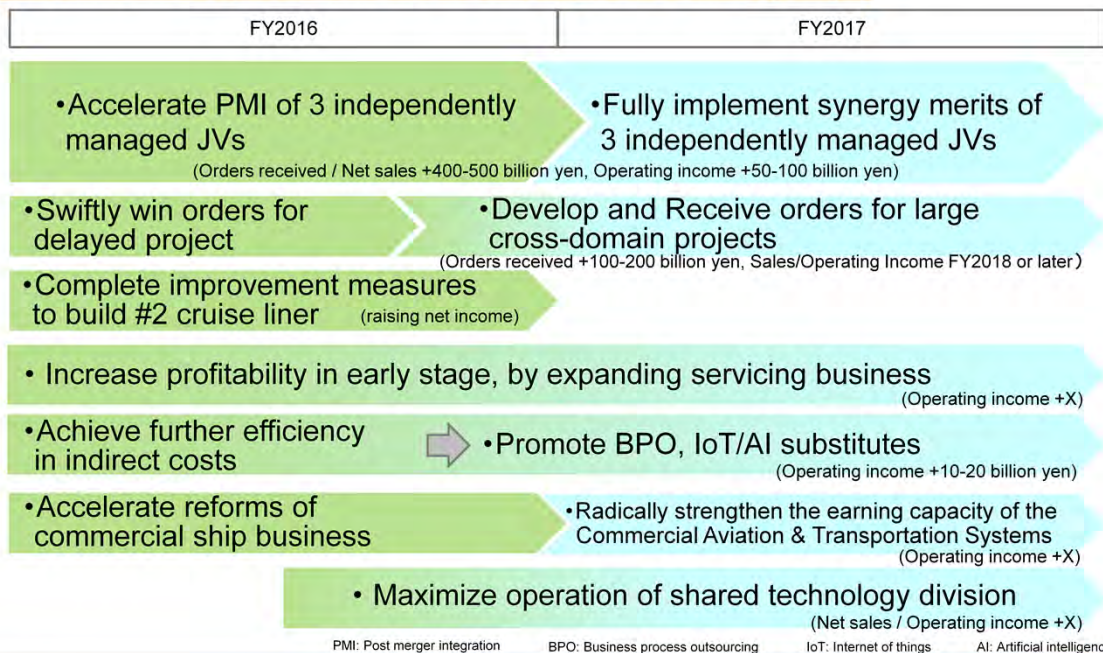 FY2016
FY2017
•Accelerate PMI of 3 independently
managed JVs
•Fully implement synergy merits of
3 independently managed JVs
(Orders received / Net sales +400-500 billion yen, Operating income +50-100 billion yen)
•Swiftly win orders for
delayed project
•Develop and Receive orders for large
cross-domain projects
(Orders received +100-200 billion yen, Sales/Operating Income FY2018 or later)
•Complete improvement measures
to build #2 cruise liner (raising net income)
• Increase profitability in early stage, by expanding servicing business
(Operating income +X)
•Achieve further efficiency
in indirect costs
•Promote BPO, IoT/AI substitutes
(Operating income +10-20 billion yen)
•Accelerate reforms of
commercial ship business
•Radically strengthen the earning capacity of the
Commercial Aviation & Transportation Systems
(Operating income +X)
• Maximize operation of shared technology division
(Net sales / Operating income +X)
PMI: Post merger integration BPO: Business process outsourcing IoT: Internet of things AI: Artificial intelligenc